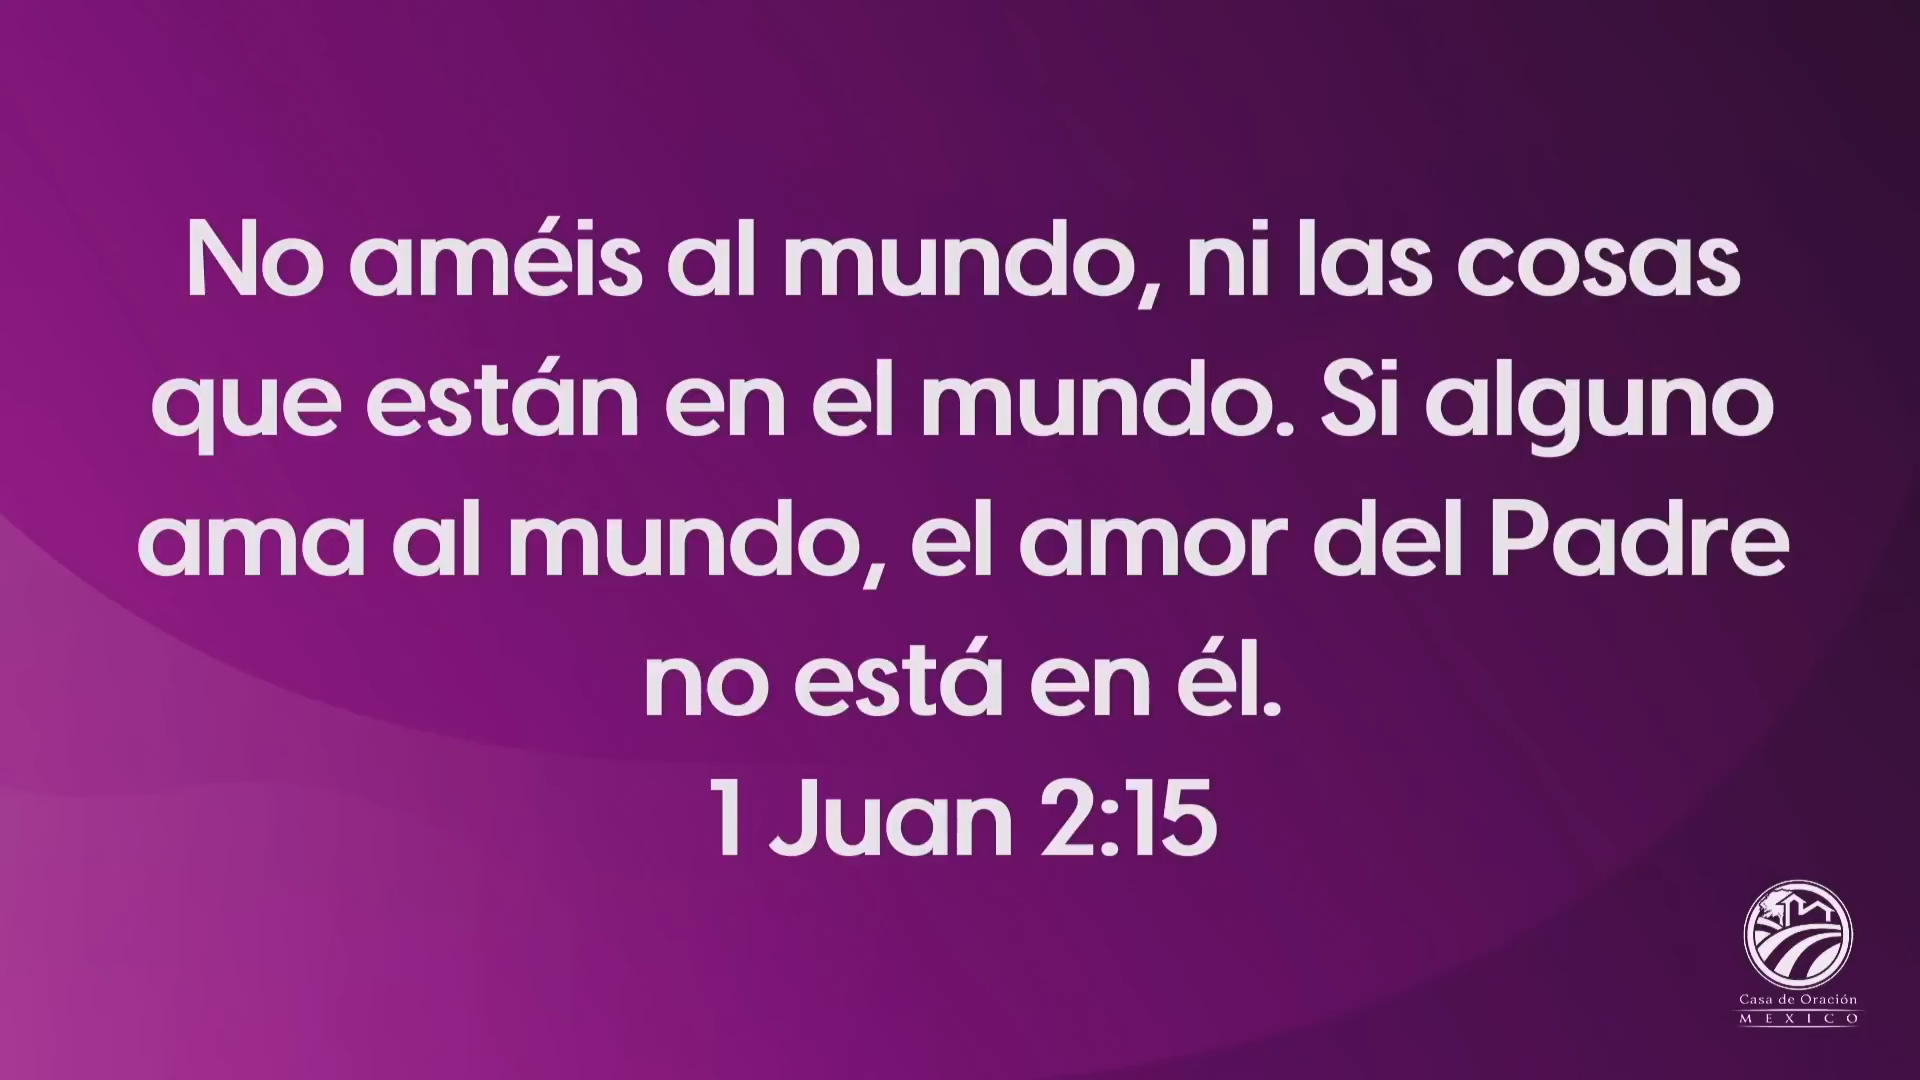 No améis al mundo, ni las cosas
que están en el mundo. Si alguno
ama al mundo, el amor del Padre
no está en él.
1 Juan 2:15
Casa de Oración
MEXICO